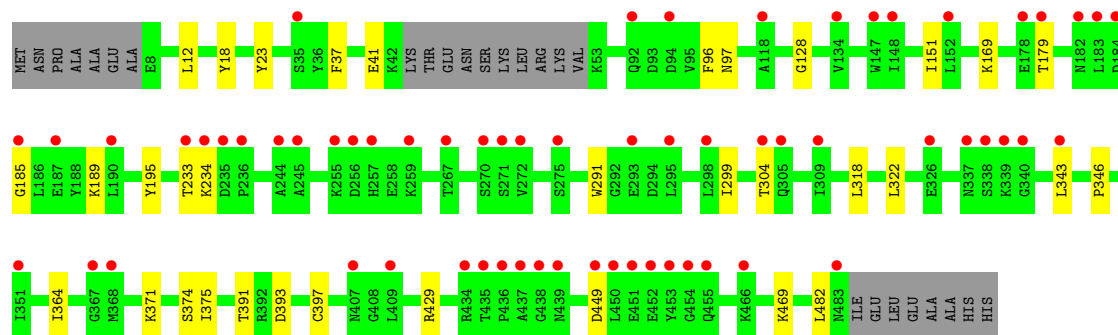 MET ASN PRO ALA ALA GLU ALA E8 L12 Y18 Y23 S35 Y36 F37 E41 K42 LYS THR GLU ASN SER LYS LEU ARG LYS VAL K53 Q92 D93 D94 V95 F96 N97 A118 G128 V134 W147 I148 I151 L152 K169 E178 T179 N182 L183 D184
G185 L186 E187 Y188 K189 L190 Y195 T233 K234 D235 P236 A244 A245 K255 D256 H257 E258 K259 T267 S270 S271 V272 S275 W291 G292 E293 D294 L295 L298 I299 T304 Q305 I309 L318 L322 E326 N337 S338 K339 G340 L343 P346
I351 I364 G367 M368 K371 S374 I375 T391 R392 D393 C397 N407 G408 L409 R429 R434 T435 P436 A437 G438 N439 D449 L450 E451 E452 Y453 G454 Q455 K466 K469 L482 N483 ILE GLU LEU GLU ALA ALA HIS HIS